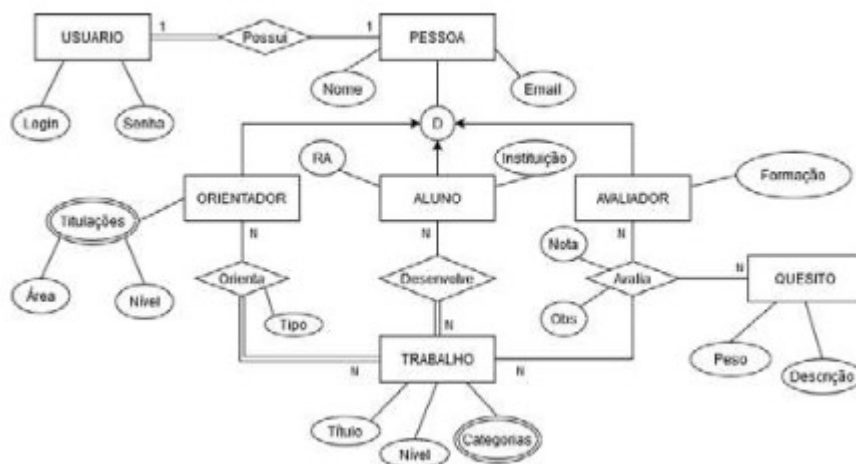 USUARIO
1
Possui
1
PESSOA
Login
Senha
Nome
Email
D
RA
Instituição
ORIENTADOR
ALUNO
AVALIADOR
Formação
Titulações
Área
Nível
N
N
N
Nota
Orienta
Desenvolve
Avalia
N
QUESITO
Tipo
Obs
N
Peso
Descrição
N
TRABALHO
N
Título
Nível
Categorias